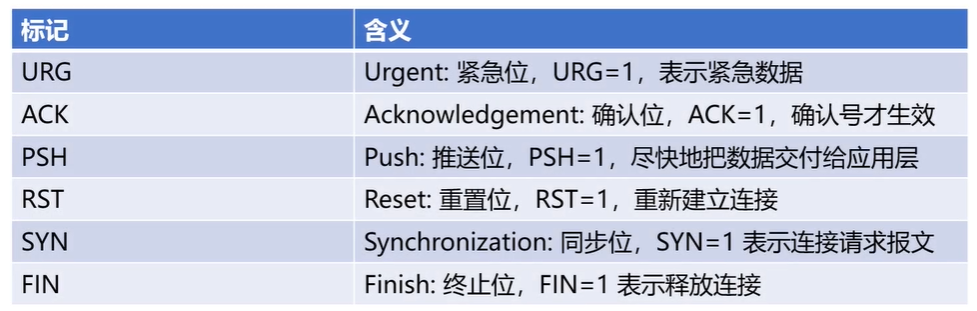 标记 含义
URG Urgent: 紧急位，URG=1，表示紧急数据
ACK Acknowledgement: 确认位，ACK=1，确认号才生效
PSH Push: 推送位，PSH=1，尽快地把数据交付给应用层
RST Reset: 重置位，RST=1，重新建立连接
SYN Synchronization: 同步位，SYN=1 表示连接请求报文
FIN Finish: 终止位，FIN=1 表示释放连接